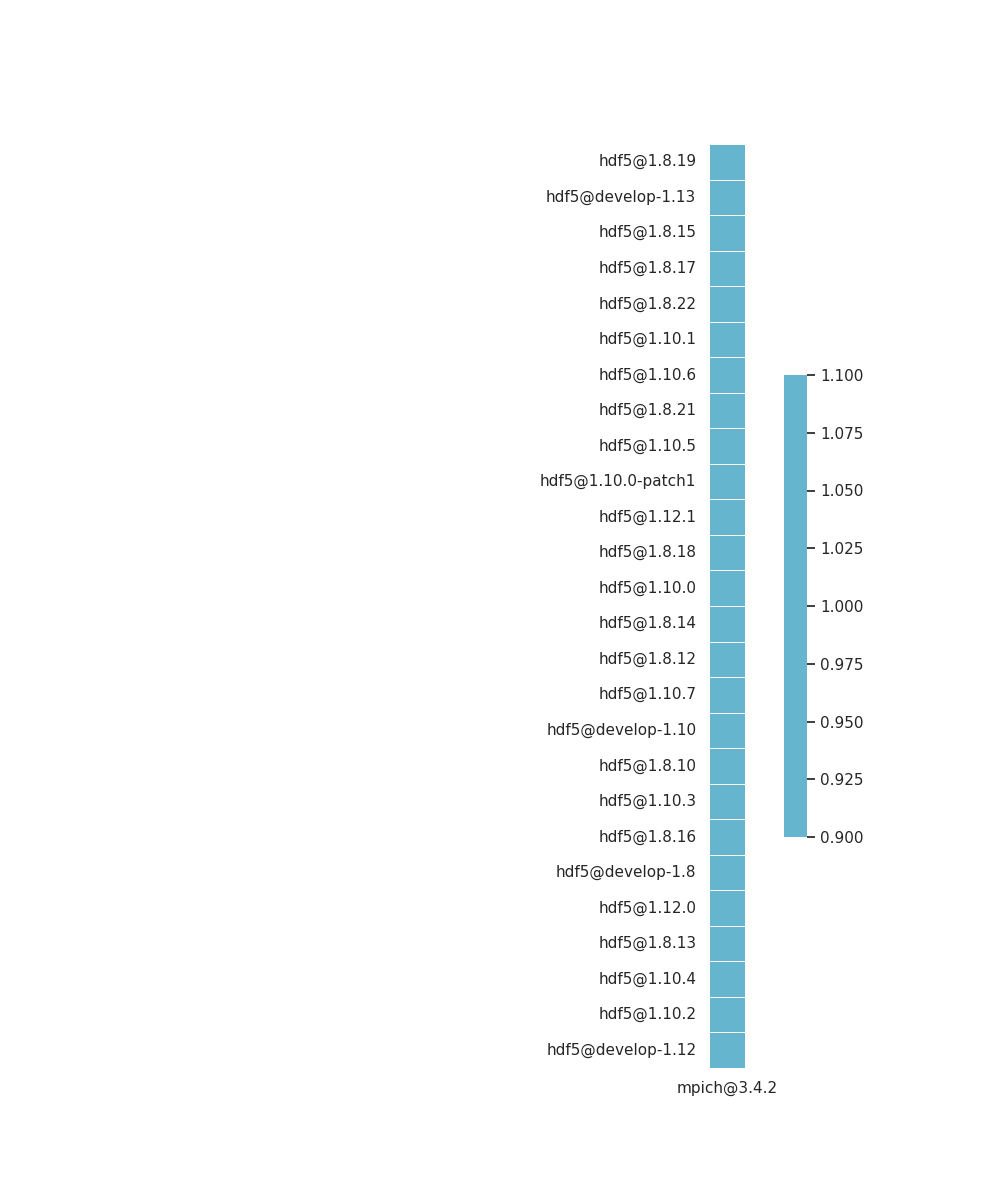 hdf5@1.8.19
hdf5@develop-1.13
hdf5@1.8.15
hdf5@1.8.17
hdf5@1.8.22
hdf5@1.10.1
hdf5@1.10.6
hdf5@1.8.21
hdf5@1.10.5
hdf5@1.10.0-patch1
hdf5@1.12.1
hdf5@1.8.18
hdf5@1.10.0
hdf5@1.8.14
hdf5@1.8.12
hdf5@1.10.7
hdf5@develop-1.10
hdf5@1.8.10
hdf5@1.10.3
hdf5@1.8.16
hdf5@develop-1.8
hdf5@1.12.0
hdf5@1.8.13
hdf5@1.10.4
hdf5@1.10.2
hdf5@develop-1.12
mpich@3.4.2
1.100
1.075
1.050
1.025
1.000
0.975
0.950
0.925
0.900